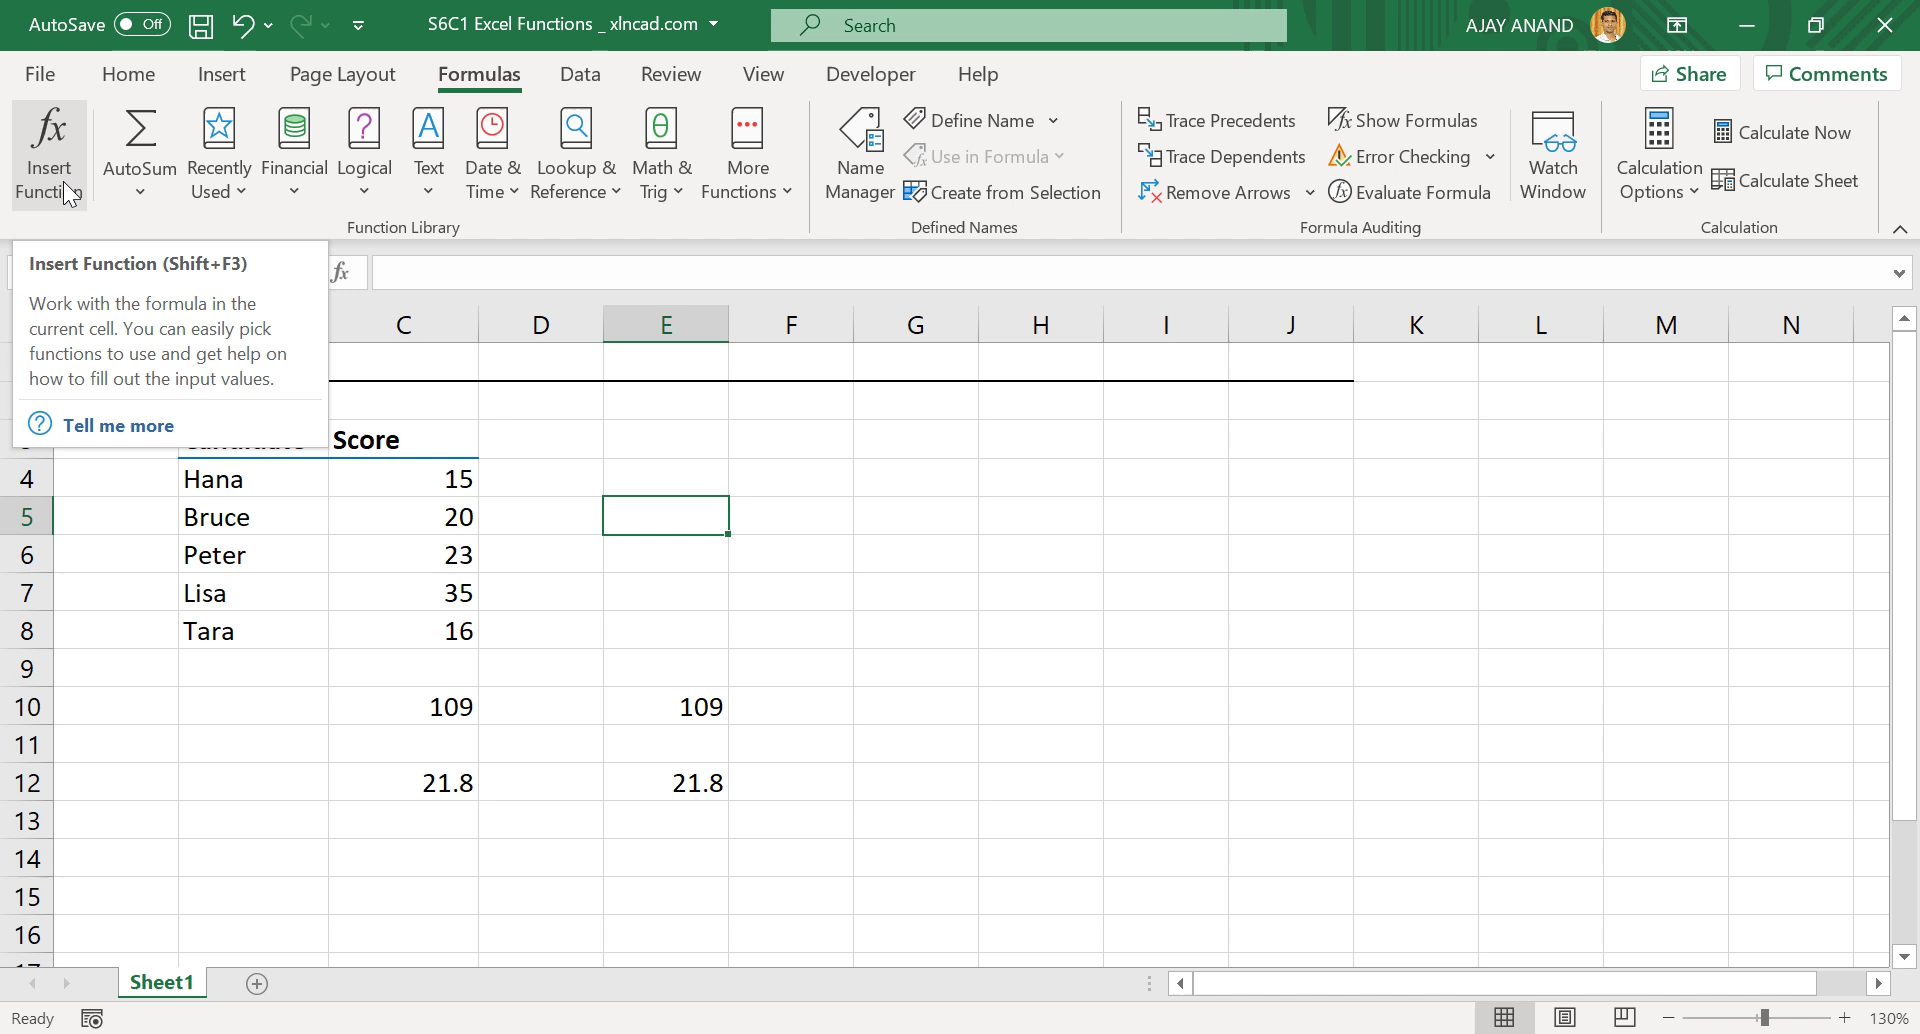 AutoSave Off S6C1 Excel Functions _ xlncad.com Search AJAY ANAND
File Home Insert Page Layout Formulas Data Review View Developer Help Share Comments
fx
Insert
Function
AutoSum
Recently
Used
Financial
Logical
Text
Date &
Time
Lookup &
Reference
Math &
Trig
More
Functions
Function Library
Name
Manager
Define Name
Use in Formula
Create from Selection
Defined Names
Trace Precedents
Trace Dependents
Remove Arrows
Show Formulas
Error Checking
Evaluate Formula
Formula Auditing
Watch
Window
Calculation
Options
Calculate Now
Calculate Sheet
Calculation
Insert Function (Shift+F3)
Work with the formula in the
current cell. You can easily pick
functions to use and get help on
how to fill out the input values.
Tell me more
fx
C D E F G H I J K L M N
Score
4 Hana 15
5 Bruce 20
6 Peter 23
7 Lisa 35
8 Tara 16
9
10 109 109
11
12 21.8 21.8
13
14
15
16
Sheet1
Ready 130%